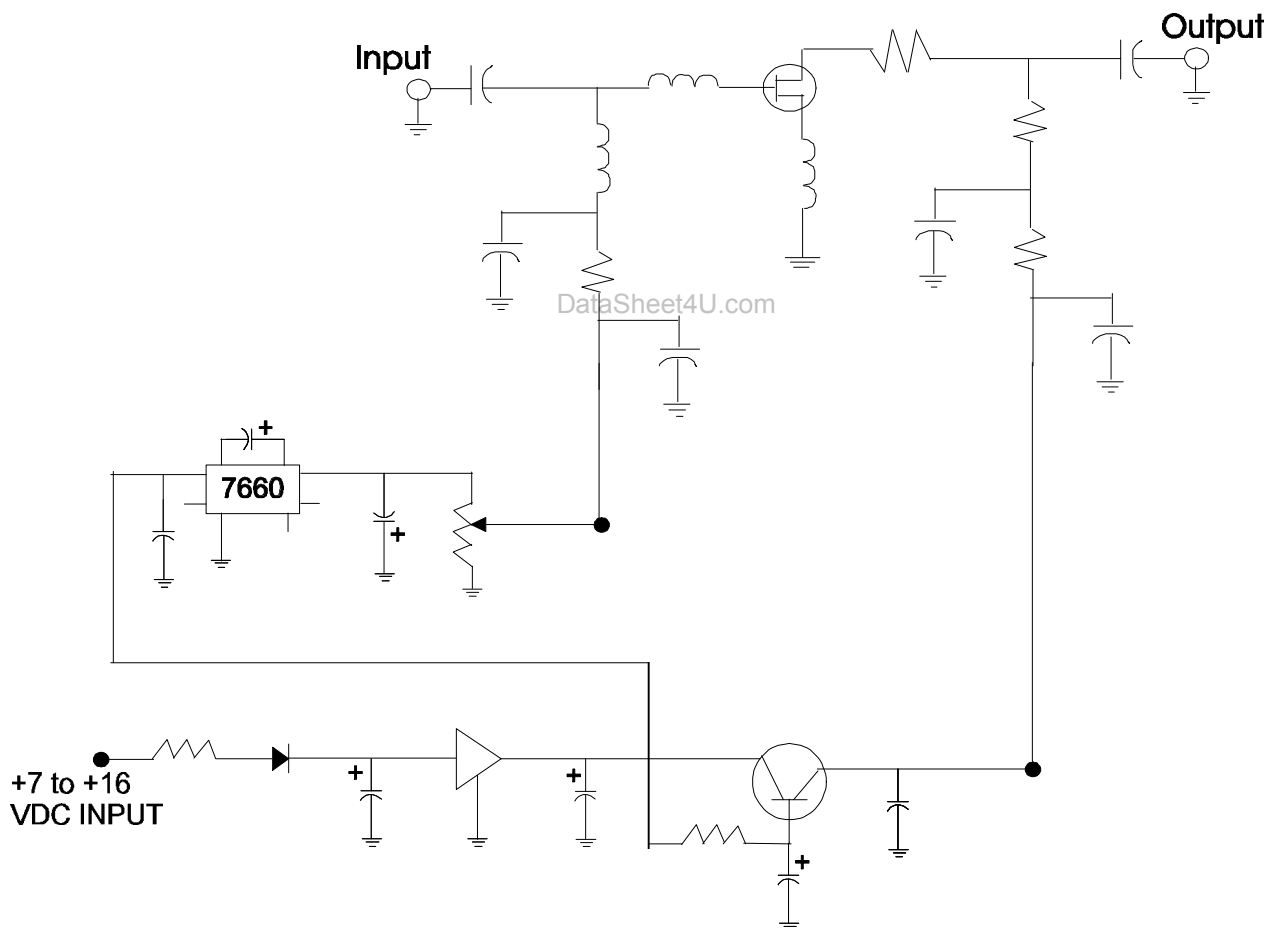 Input
Output
DataSheet4U.com
+
7660
+
+7 to +16
VDC INPUT
+
+
+